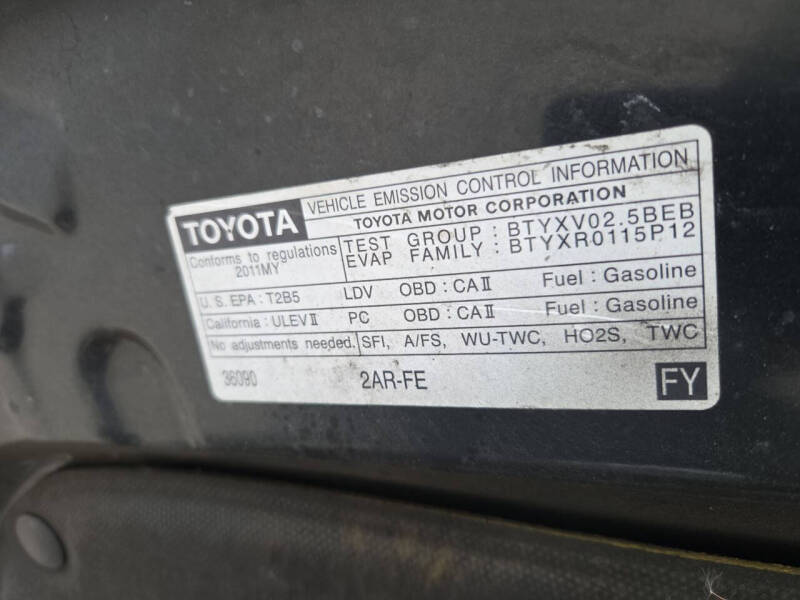 TOYOTA VEHICLE EMISSION CONTROL INFORMATION
TOYOTA MOTOR CORPORATION
Conforms to regulations
2011MY
TEST GROUP : BTYXV02.5BEB
EVAP FAMILY : BTYXR0115P12
U.S. EPA : T2B5 LDV OBD : CAⅡ Fuel : Gasoline
California : ULEVⅡ PC OBD : CAⅡ Fuel : Gasoline
No adjustments needed. SFI, A/FS, WU-TWC, HO2S, TWC
36090 2AR-FE FY